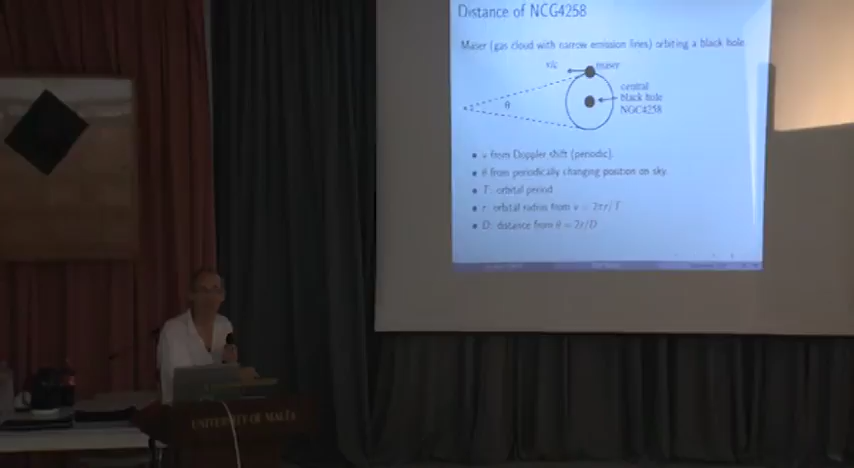 Distance of NCG4258
Maser (gas cloud with narrow emission lines) orbiting a black hole
v/c
maser
θ
central
black hole
NGC4258
• v from Doppler shift (periodic).
• θ from periodically changing position on sky.
• T: orbital period
• r: orbital radius from v = 2πr/T
• D: distance from θ = 2r/D
UNIVERSITY OF MALTA